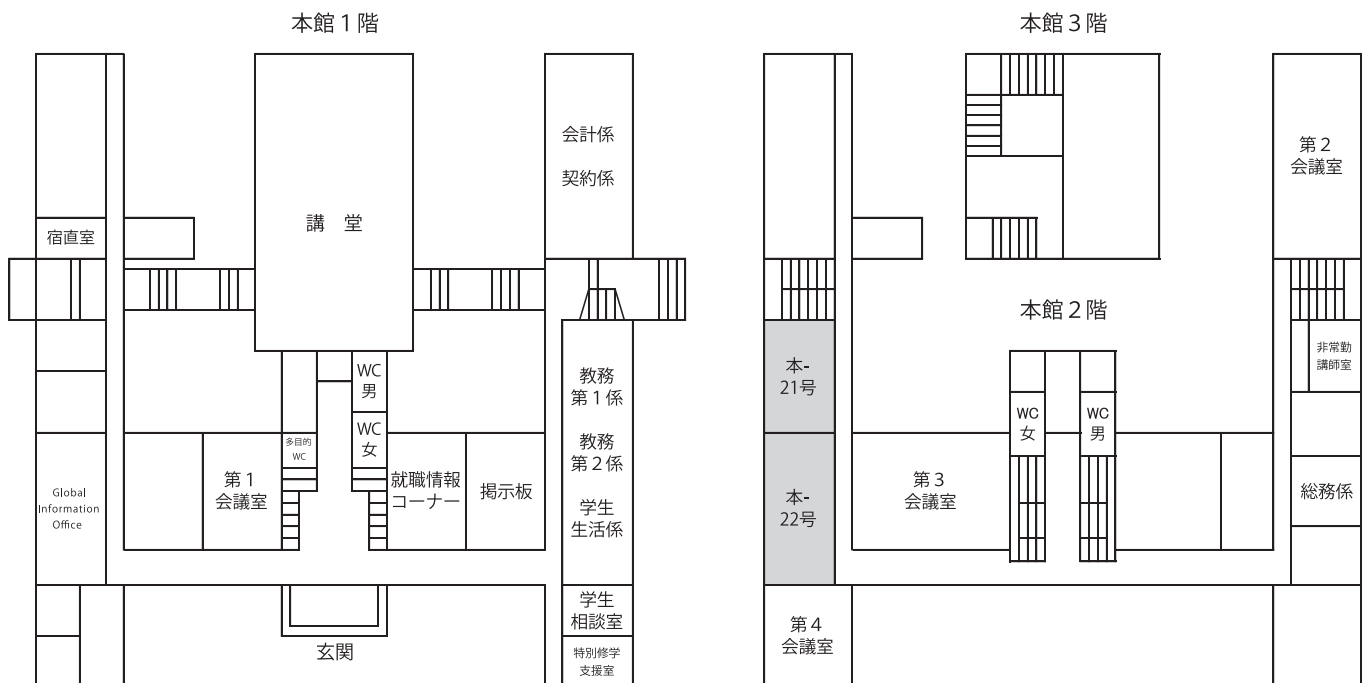 本館1階
会計係
契約係
講 堂
宿直室
WC
男
WC
女
多目的
WC
教務
第1係
教務
第2係
学生
生活係
第1
会議室
就職情報
コーナー
掲示板
Global
Information
Office
学生
相談室
特別修学
支援室
玄関
本館3階
第2
会議室
本館2階
非常勤
講師室
本-
21号
WC
女
WC
男
第3
会議室
本-
22号
総務係
第4
会議室